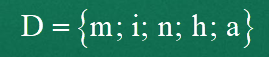 D = {m; i; n; h; a}